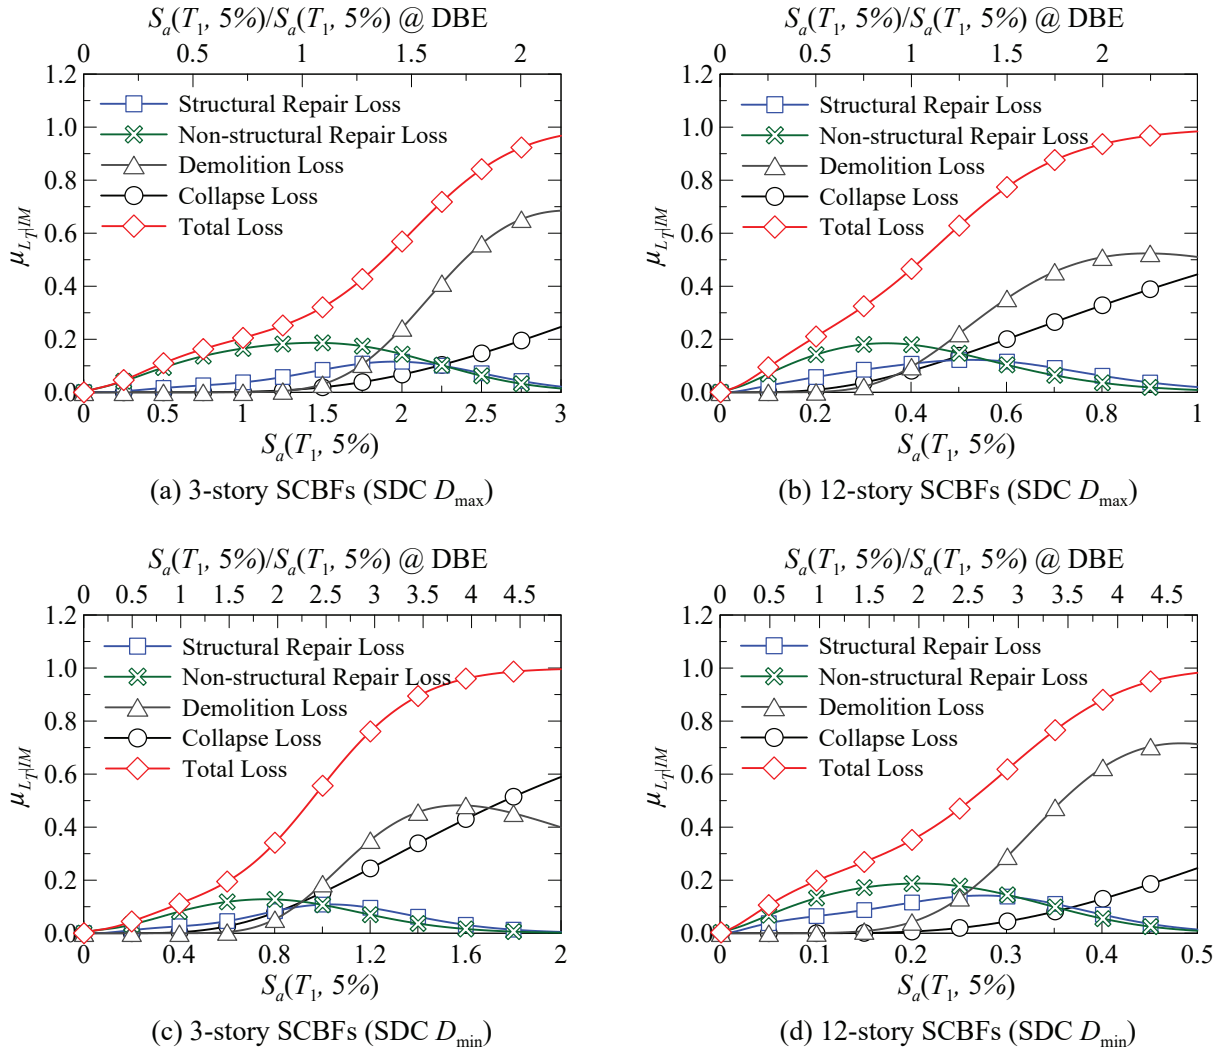 Sa(T1, 5%)/Sa(T1, 5%) @ DBE
0 0.5 1 1.5 2
1.2
1.0
0.8
0.6
0.4
0.2
0.0
μLT|IM
Structural Repair Loss
Non-structural Repair Loss
Demolition Loss
Collapse Loss
Total Loss
0 0.5 1 1.5 2 2.5 3
Sa(T1, 5%)
(a) 3-story SCBFs (SDC Dmax)
Sa(T1, 5%)/Sa(T1, 5%) @ DBE
0 0.5 1 1.5 2
1.2
1.0
0.8
0.6
0.4
0.2
0.0
μLT|IM
Structural Repair Loss
Non-structural Repair Loss
Demolition Loss
Collapse Loss
Total Loss
0 0.2 0.4 0.6 0.8 1
Sa(T1, 5%)
(b) 12-story SCBFs (SDC Dmax)
Sa(T1, 5%)/Sa(T1, 5%) @ DBE
0 0.5 1 1.5 2 2.5 3 3.5 4 4.5
1.2
1.0
0.8
0.6
0.4
0.2
0.0
μLT|IM
Structural Repair Loss
Non-structural Repair Loss
Demolition Loss
Collapse Loss
Total Loss
0 0.4 0.8 1.2 1.6 2
Sa(T1, 5%)
(c) 3-story SCBFs (SDC Dmin)
Sa(T1, 5%)/Sa(T1, 5%) @ DBE
0 0.5 1 1.5 2 2.5 3 3.5 4 4.5
1.2
1.0
0.8
0.6
0.4
0.2
0.0
μLT|IM
Structural Repair Loss
Non-structural Repair Loss
Demolition Loss
Collapse Loss
Total Loss
0 0.1 0.2 0.3 0.4 0.5
Sa(T1, 5%)
(d) 12-story SCBFs (SDC Dmin)